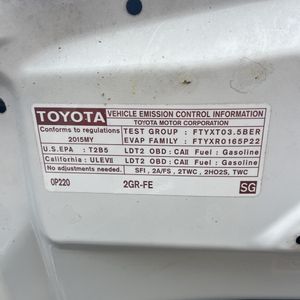 TOYOTA VEHICLE EMISSION CONTROL INFORMATION
TOYOTA MOTOR CORPORATION
Conforms to regulations TEST GROUP : FTYXT03.5BER
2015MY EVAP FAMILY : FTYXR0165P22
U.S.EPA : T2B5 LDT2 OBD : CAII Fuel : Gasoline
California : ULEVII LDT2 OBD : CAII Fuel : Gasoline
No adjustments needed. SFI , 2A/FS , 2TWC , 2HO2S, TWC
0P220 2GR-FE SG